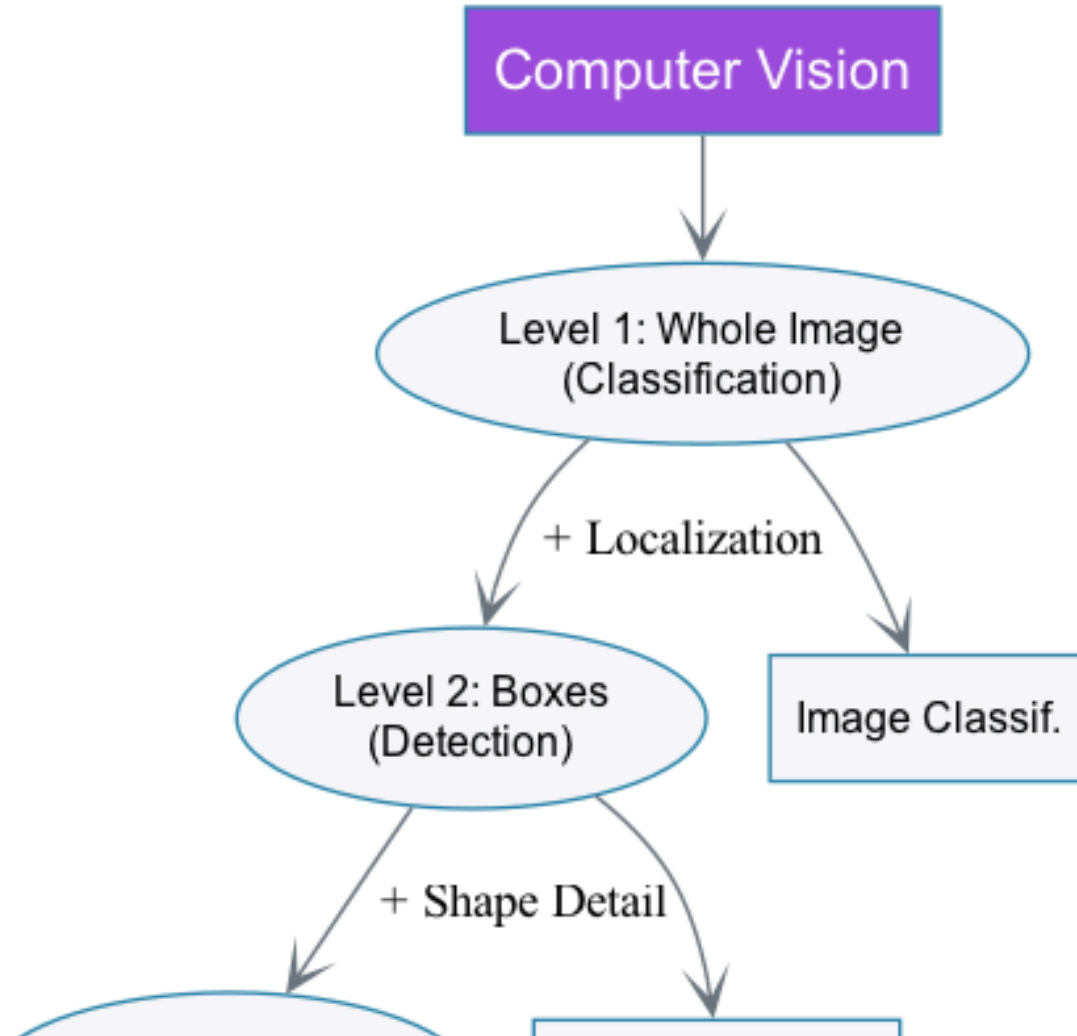 Computer Vision
Level 1: Whole Image
(Classification)
+ Localization
Level 2: Boxes
(Detection)
Image Classif.
+ Shape Detail